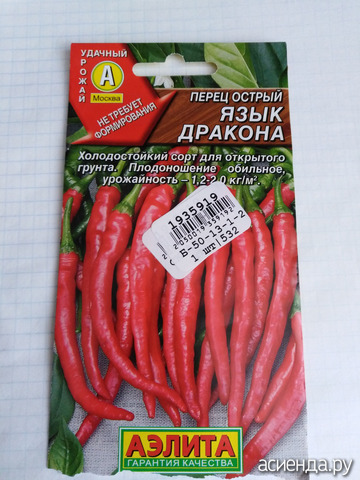 УДАЧНЫЙ
УРОЖАЙ
А
Москва
НЕ ТРЕБУЕТ
ФОРМИРОВАНИЯ
ПЕРЕЦ ОСТРЫЙ
ЯЗЫК
ДРАКОНА
Холодостойкий сорт для открытого
грунта. Плодоношение обильное,
урожайность – 1,2-2,0 кг/м².
1935919
Б-50-13-1-2
1 шт|532
АЭЛИТА
ГАРАНТИЯ КАЧЕСТВА
асиенда.ру